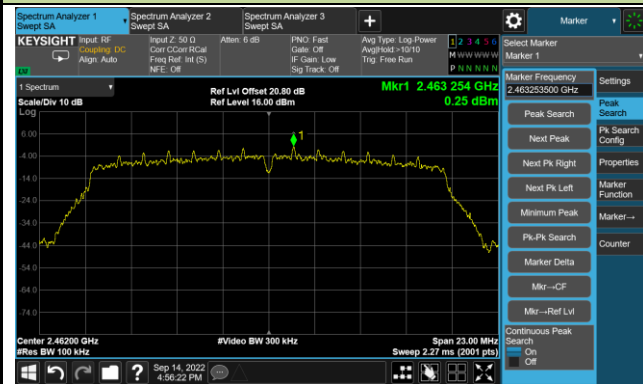 Spectrum Analyzer 1
Swept SA
Spectrum Analyzer 2
Swept SA
Spectrum Analyzer 3
Swept SA
+
Marker
KEYSIGHT
Input: RF
Coupling: DC
Align: Auto
Input Z: 50 Ω
Corr CCorr RCal
Freq Ref: Int (S)
NFE: Off
Atten: 6 dB
PNO: Fast
Gate: Off
IF Gain: Low
Sig Track: Off
Avg Type: Log-Power
Avg|Hold:>10/10
Trig: Free Run
1 2 3 4 5 6
M W W W W W
P N N N N N
LXI
Select Marker
Marker 1
1 Spectrum
Scale/Div 10 dB
Log
Ref Lvl Offset 20.80 dB
Ref Level 16.00 dBm
Mkr1 2.463 254 GHz
0.25 dBm
1
6.00
-4.00
-14.0
-24.0
-34.0
-44.0
-54.0
-64.0
-74.0
Center 2.46200 GHz
#Res BW 100 kHz
#Video BW 300 kHz
Span 23.00 MHz
Sweep 2.27 ms (2001 pts)
Marker Frequency
2.463253500 GHz
Peak Search
Next Peak
Next Pk Right
Next Pk Left
Minimum Peak
Pk-Pk Search
Marker Delta
Mkr→CF
Mkr→Ref Lvl
Continuous Peak
Search
On
Off
Settings
Peak
Search
Pk Search
Config
Properties
Marker
Function
Marker→
Counter
?
Sep 14, 2022
4:56:22 PM